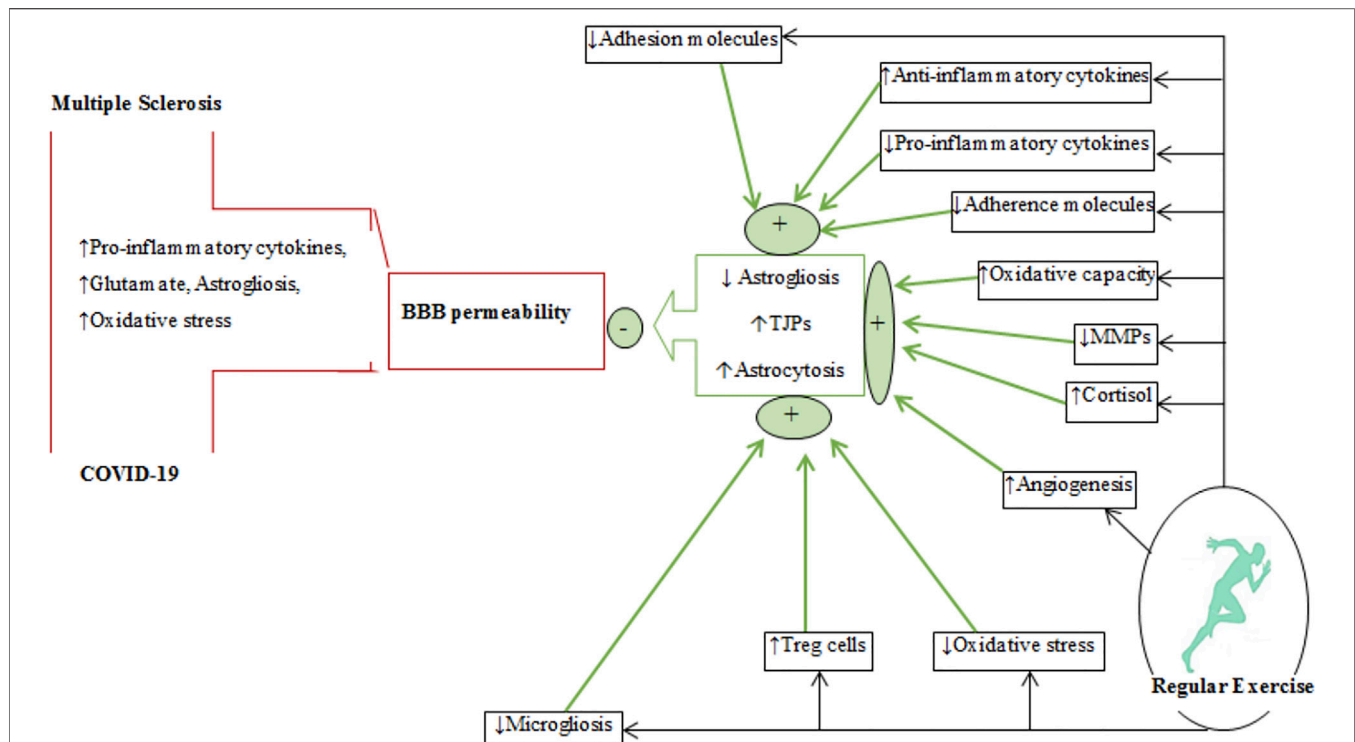 ↓Adhesion molecules
↑Anti-inflammatory cytokines
Multiple Sclerosis
↓Pro-inflammatory cytokines
↓Adherence molecules
+
↑Pro-inflammatory cytokines,
↑Glutamate, Astrogliosis,
↑Oxidative stress
BBB permeability
-
↓ Astrogliosis
↑TJPs
↑Astrocytosis
+
↑Oxidative capacity
↓MMPs
↑Cortisol
+
COVID-19
↑Angiogenesis
↑Treg cells
↓Oxidative stress
Regular Exercise
↓Microgliosis